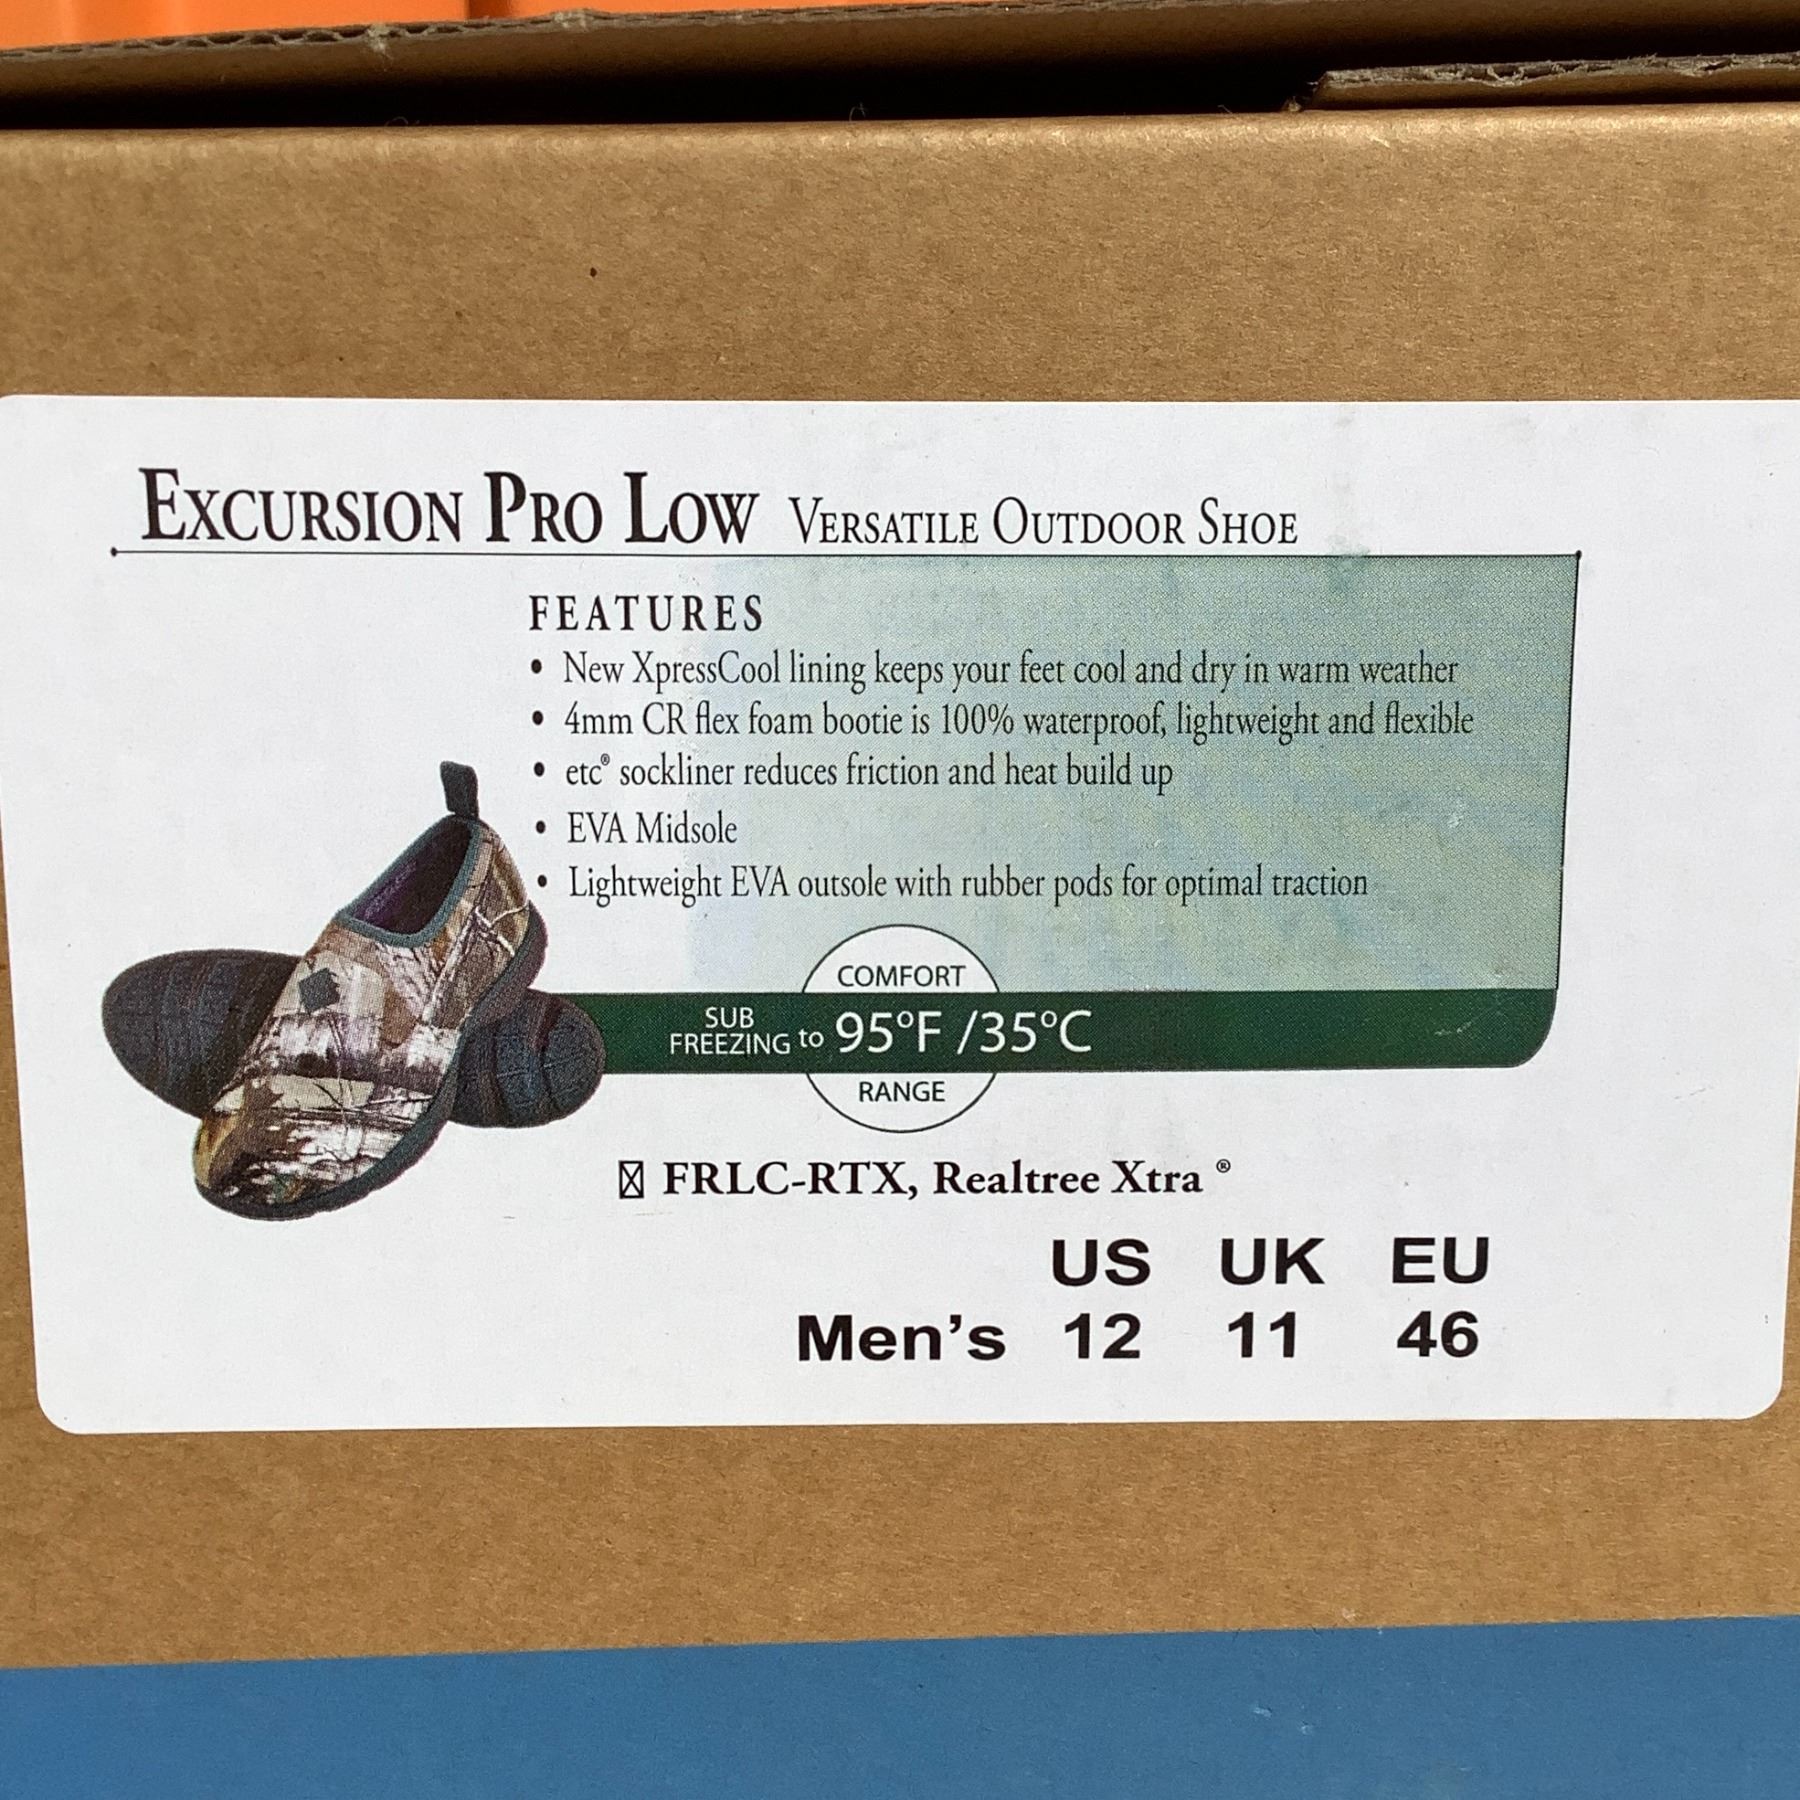 EXCURSION PRO LOW VERSATILE OUTDOOR SHOE
FEATURES
• New XpressCool lining keeps your feet cool and dry in warm weather
• 4mm CR flex foam bootie is 100% waterproof, lightweight and flexible
• etc® sockliner reduces friction and heat build up
• EVA Midsole
• Lightweight EVA outsole with rubber pods for optimal traction
COMFORT
SUB
FREEZING to 95°F /35°C
RANGE
☒ FRLC-RTX, Realtree Xtra ®
US UK EU
Men's 12 11 46